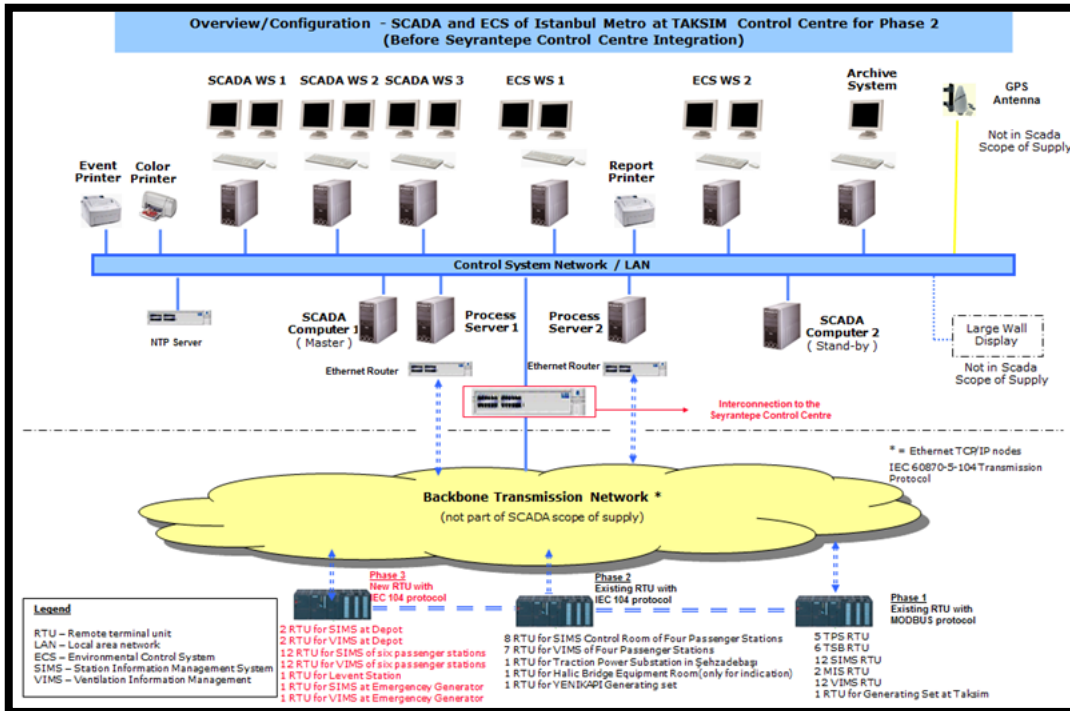 Overview/Configuration - SCADA and ECS of Istanbul Metro at TAKSIM Control Centre for Phase 2
(Before Seyrantepe Control Centre Integration)
SCADA WS 1
SCADA WS 2
SCADA WS 3
ECS WS 1
ECS WS 2
Archive
System
GPS
Antenna
Not in Scada
Scope of Supply
Event
Printer
Color
Printer
Report
Printer
Control System Network / LAN
NTP Server
SCADA
Computer 1
( Master )
Process
Server 1
Process
Server 2
SCADA
Computer 2
( Stand-by )
Large Wall
Display
Not in Scada
Scope of Supply
Ethernet Router
Ethernet Router
Interconnection to the
Seyrantepe Control Centre
* = Ethernet TCP/IP nodes
IEC 60870-5-104 Transmission
Protocol
Backbone Transmission Network *
(not part of SCADA scope of supply)
Phase 3
New RTU with
IEC 104 protocol
Phase 2
Existing RTU with
IEC 104 protocol
Phase 1
Existing RTU with
MODBUS protocol
Legend
RTU – Remote terminal unit
LAN – Local area network
ECS – Environmental Control System
SIMS – Station Information Management System
VIMS – Ventilation Information Management
2 RTU for SIMS at Depot
2 RTU for VIMS at Depot
12 RTU for SIMS of six passenger stations
12 RTU for VIMS of six passenger stations
1 RTU for Levent Station
1 RTU for SIMS at Emergencey Generator
1 RTU for VIMS at Emergencey Generator
8 RTU for SIMS Control Room of Four Passenger Stations
7 RTU for VIMS of Four Passenger Stations
1 RTU for Traction Power Substation in Şehzadebaşı
1 RTU for Halic Bridge Equipment Room(only for indication)
1 RTU for YENIKAPI Generating set
5 TPS RTU
6 TSB RTU
12 SIMS RTU
2 MIS RTU
12 VIMS RTU
1 RTU for Generating Set at Taksim